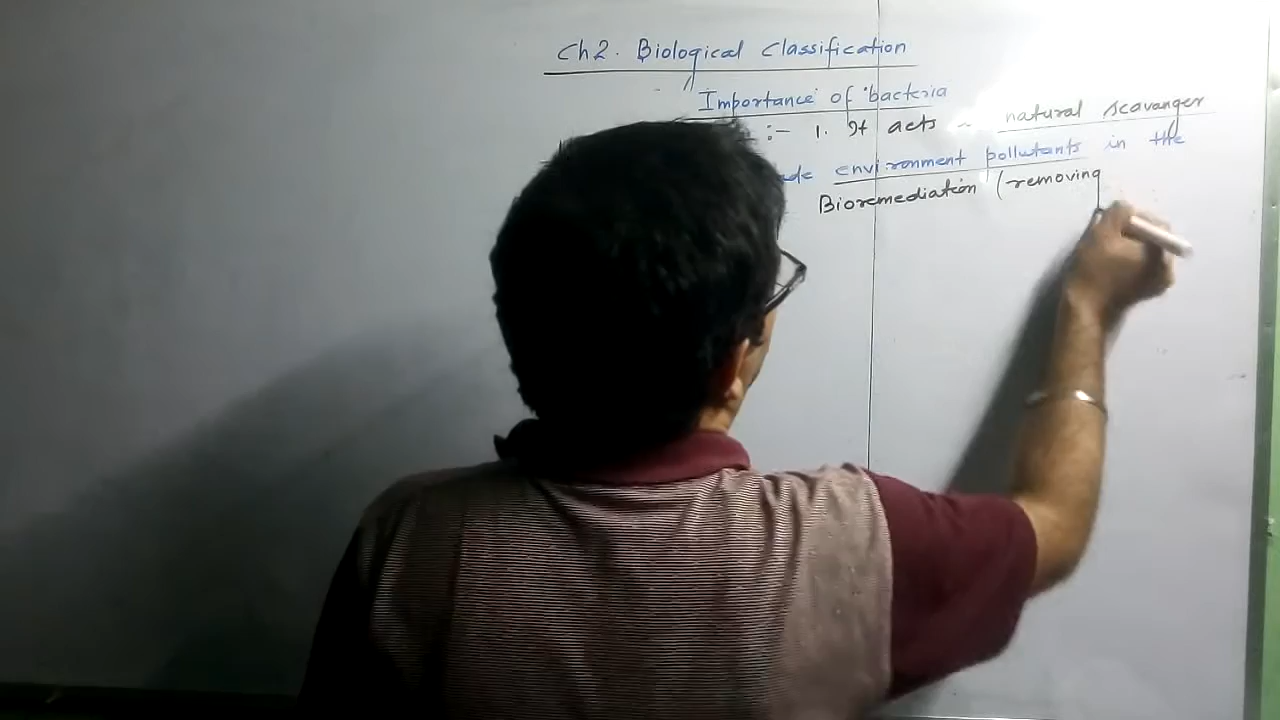 Ch2. Biological Classification
Importance of bacteria
:- 1. It acts natural scavanger
environment pollutants in the
Bioremediation (removing